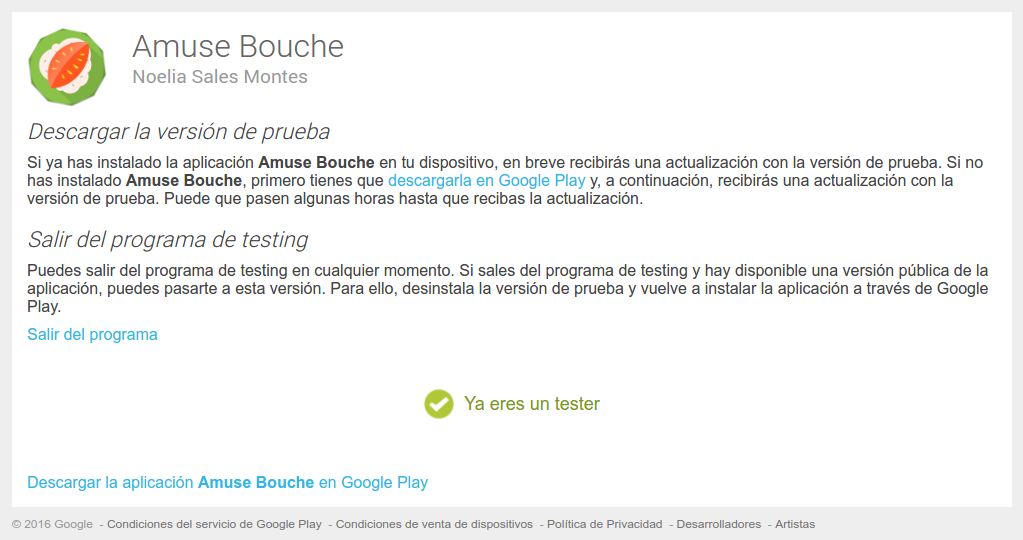 Amuse Bouche
Noelia Sales Montes
Descargar la versión de prueba
Si ya has instalado la aplicación Amuse Bouche en tu dispositivo, en breve recibirás una actualización con la versión de prueba. Si no
has instalado Amuse Bouche, primero tienes que descargarla en Google Play y, a continuación, recibirás una actualización con la
versión de prueba. Puede que pasen algunas horas hasta que recibas la actualización.
Salir del programa de testing
Puedes salir del programa de testing en cualquier momento. Si sales del programa de testing y hay disponible una versión pública de la
aplicación, puedes pasarte a esta versión. Para ello, desinstala la versión de prueba y vuelve a instalar la aplicación a través de Google
Play.
Salir del programa
Ya eres un tester
Descargar la aplicación Amuse Bouche en Google Play
© 2016 Google - Condiciones del servicio de Google Play - Condiciones de venta de dispositivos - Política de Privacidad - Desarrolladores - Artistas